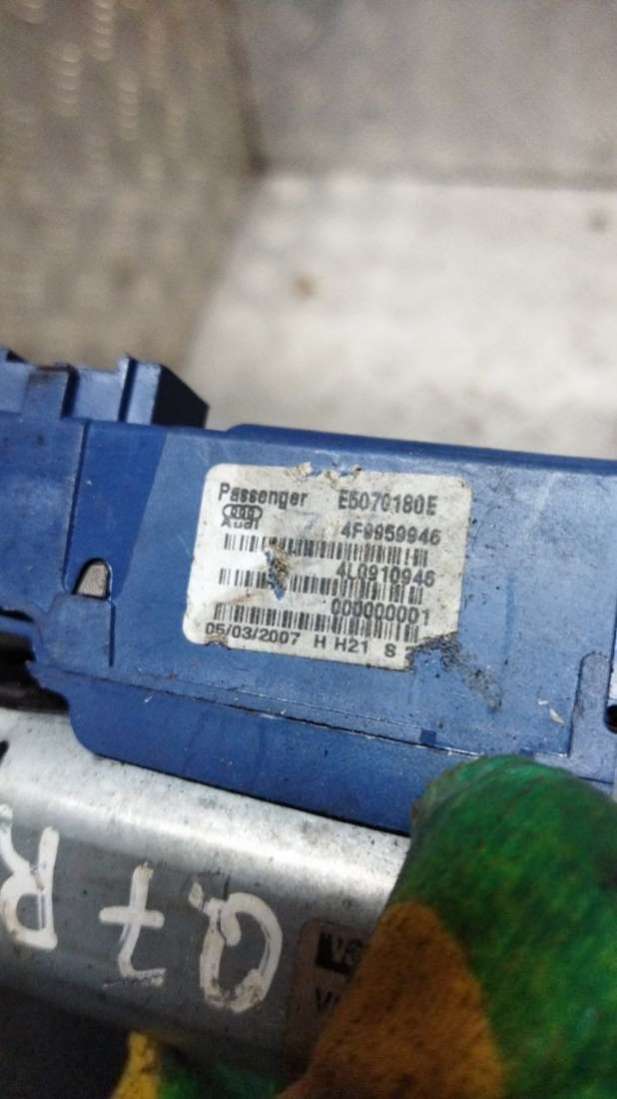 Passenger E5070180E
Audi 4F0959946
4L0910946
000000001
05/03/2007 H H21 S
Q7 R